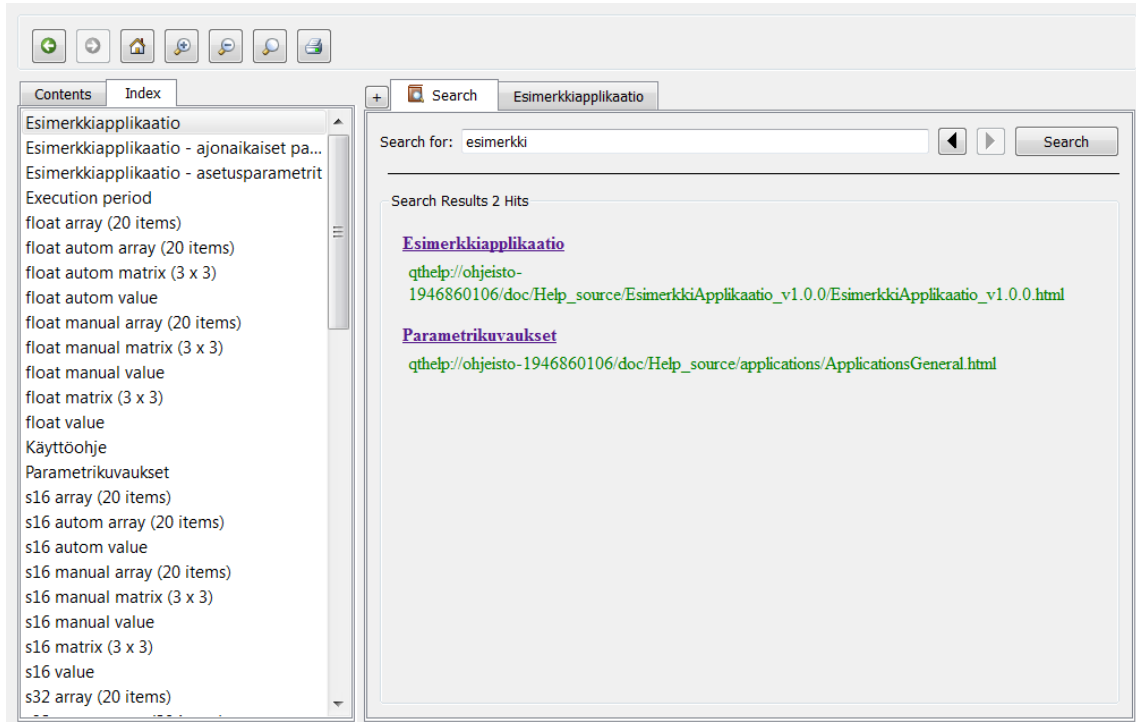 Contents Index
Esimerkkiapplikaatio
Esimerkkiapplikaatio - ajonaikaiset pa...
Esimerkkiapplikaatio - asetusparametrit
Execution period
float array (20 items)
float autom array (20 items)
float autom matrix (3 x 3)
float autom value
float manual array (20 items)
float manual matrix (3 x 3)
float manual value
float matrix (3 x 3)
float value
Käyttöohje
Parametrikuvaukset
s16 array (20 items)
s16 autom array (20 items)
s16 autom value
s16 manual array (20 items)
s16 manual matrix (3 x 3)
s16 manual value
s16 matrix (3 x 3)
s16 value
s32 array (20 items)
+ Search Esimerkkiapplikaatio
Search for: esimerkki Search
Search Results 2 Hits
Esimerkkiapplikaatio
qthelp://ohjeisto-
1946860106/doc/Help_source/EsimerkkiApplikaatio_v1.0.0/EsimerkkiApplikaatio_v1.0.0.html
Parametrikuvaukset
qthelp://ohjeisto-1946860106/doc/Help_source/applications/ApplicationsGeneral.html